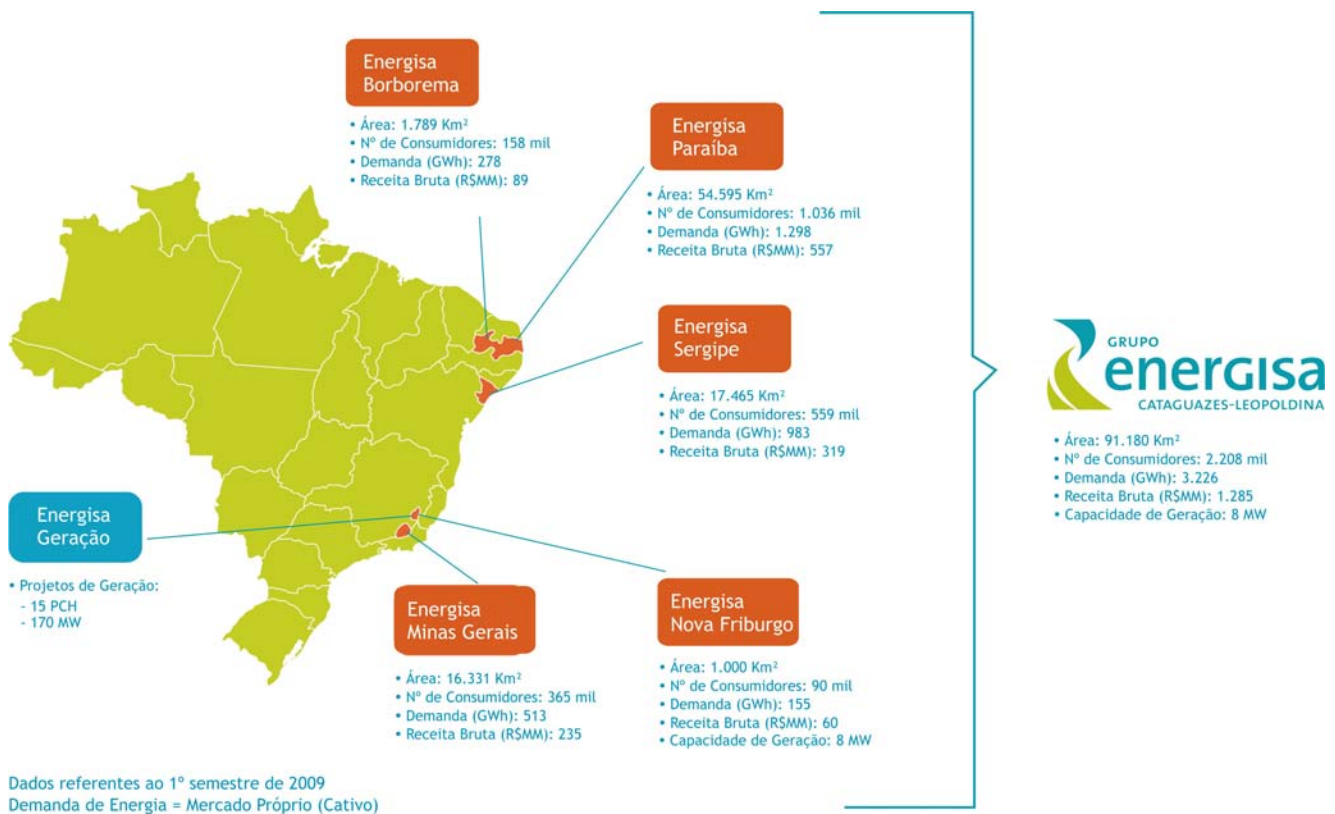 Energisa
Borborema
• Área: 1.789 Km²
• Nº de Consumidores: 158 mil
• Demanda (GWh): 278
• Receita Bruta (R$MM): 89
Energisa
Paraíba
• Área: 54.595 Km²
• Nº de Consumidores: 1.036 mil
• Demanda (GWh): 1.298
• Receita Bruta (R$MM): 557
Energisa
Sergipe
• Área: 17.465 Km²
• Nº de Consumidores: 559 mil
• Demanda (GWh): 983
• Receita Bruta (R$MM): 319
GRUPO
energisa
CATAGUAZES-LEOPOLDINA
• Área: 91.180 Km²
• Nº de Consumidores: 2.208 mil
• Demanda (GWh): 3.226
• Receita Bruta (R$MM): 1.285
• Capacidade de Geração: 8 MW
Energisa
Geração
• Projetos de Geração:
- 15 PCH
- 170 MW
Energisa
Minas Gerais
• Área: 16.331 Km²
• Nº de Consumidores: 365 mil
• Demanda (GWh): 513
• Receita Bruta (R$MM): 235
Energisa
Nova Friburgo
• Área: 1.000 Km²
• Nº de Consumidores: 90 mil
• Demanda (GWh): 155
• Receita Bruta (R$MM): 60
• Capacidade de Geração: 8 MW
Dados referentes ao 1º semestre de 2009
Demanda de Energia = Mercado Próprio (Cativo)